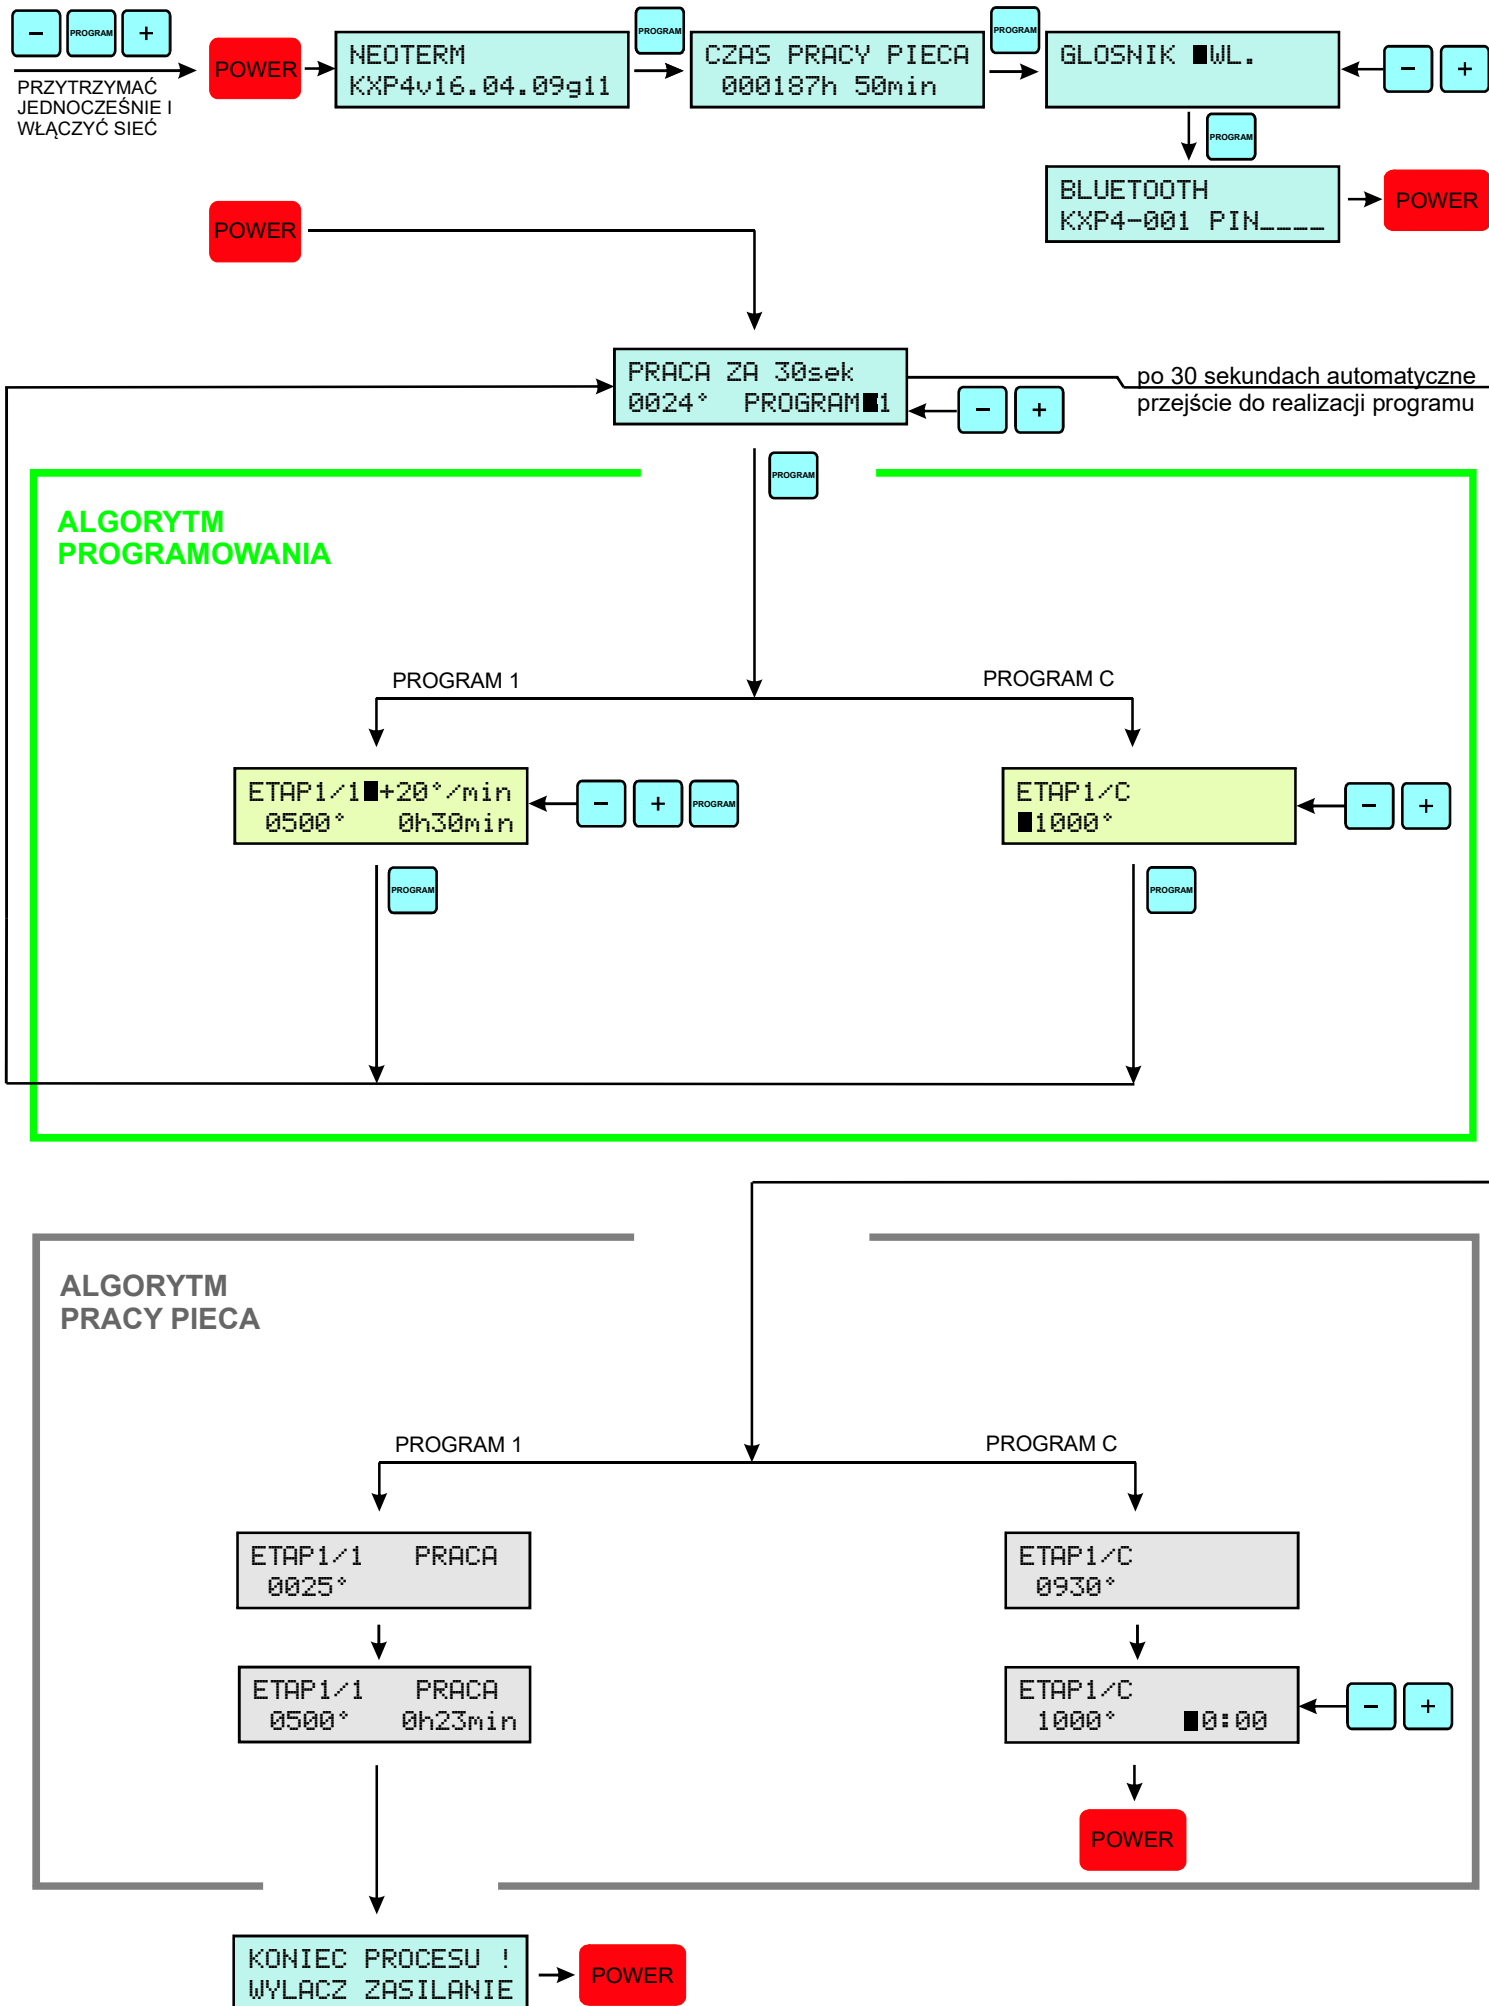 − PROGRAM +
PRZYTRZYMAĆ
JEDNOCZEŚNIE I
WŁĄCZYĆ SIEĆ
POWER
NEOTERM
KXP4v16.04.09g11
PROGRAM
CZAS PRACY PIECA
000187h 50min
PROGRAM
GLOSNIK WL.
− +
PROGRAM
BLUETOOTH
KXP4-001 PIN____
POWER
POWER
PRACA ZA 30sek
0024° PROGRAM 1
− +
po 30 sekundach automatyczne
przejście do realizacji programu
PROGRAM
ALGORYTM
PROGRAMOWANIA
PROGRAM 1
PROGRAM C
ETAP1/1 +20°/min
0500° 0h30min
− + PROGRAM
ETAP1/C
1000°
− +
PROGRAM
PROGRAM
ALGORYTM
PRACY PIECA
PROGRAM 1
PROGRAM C
ETAP1/1 PRACA
0025°
ETAP1/C
0930°
ETAP1/1 PRACA
0500° 0h23min
ETAP1/C
1000° 0:00
− +
POWER
KONIEC PROCESU !
WYLACZ ZASILANIE
POWER